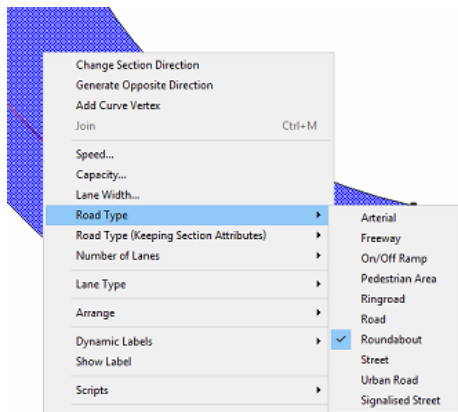 Change Section Direction
Generate Opposite Direction
Add Curve Vertex
Join Ctrl+M
Speed...
Capacity...
Lane Width...
Road Type
Road Type (Keeping Section Attributes)
Number of Lanes
Lane Type
Arrange
Dynamic Labels
Show Label
Scripts
Arterial
Freeway
On/Off Ramp
Pedestrian Area
Ringroad
Road
Roundabout
Street
Urban Road
Signalised Street